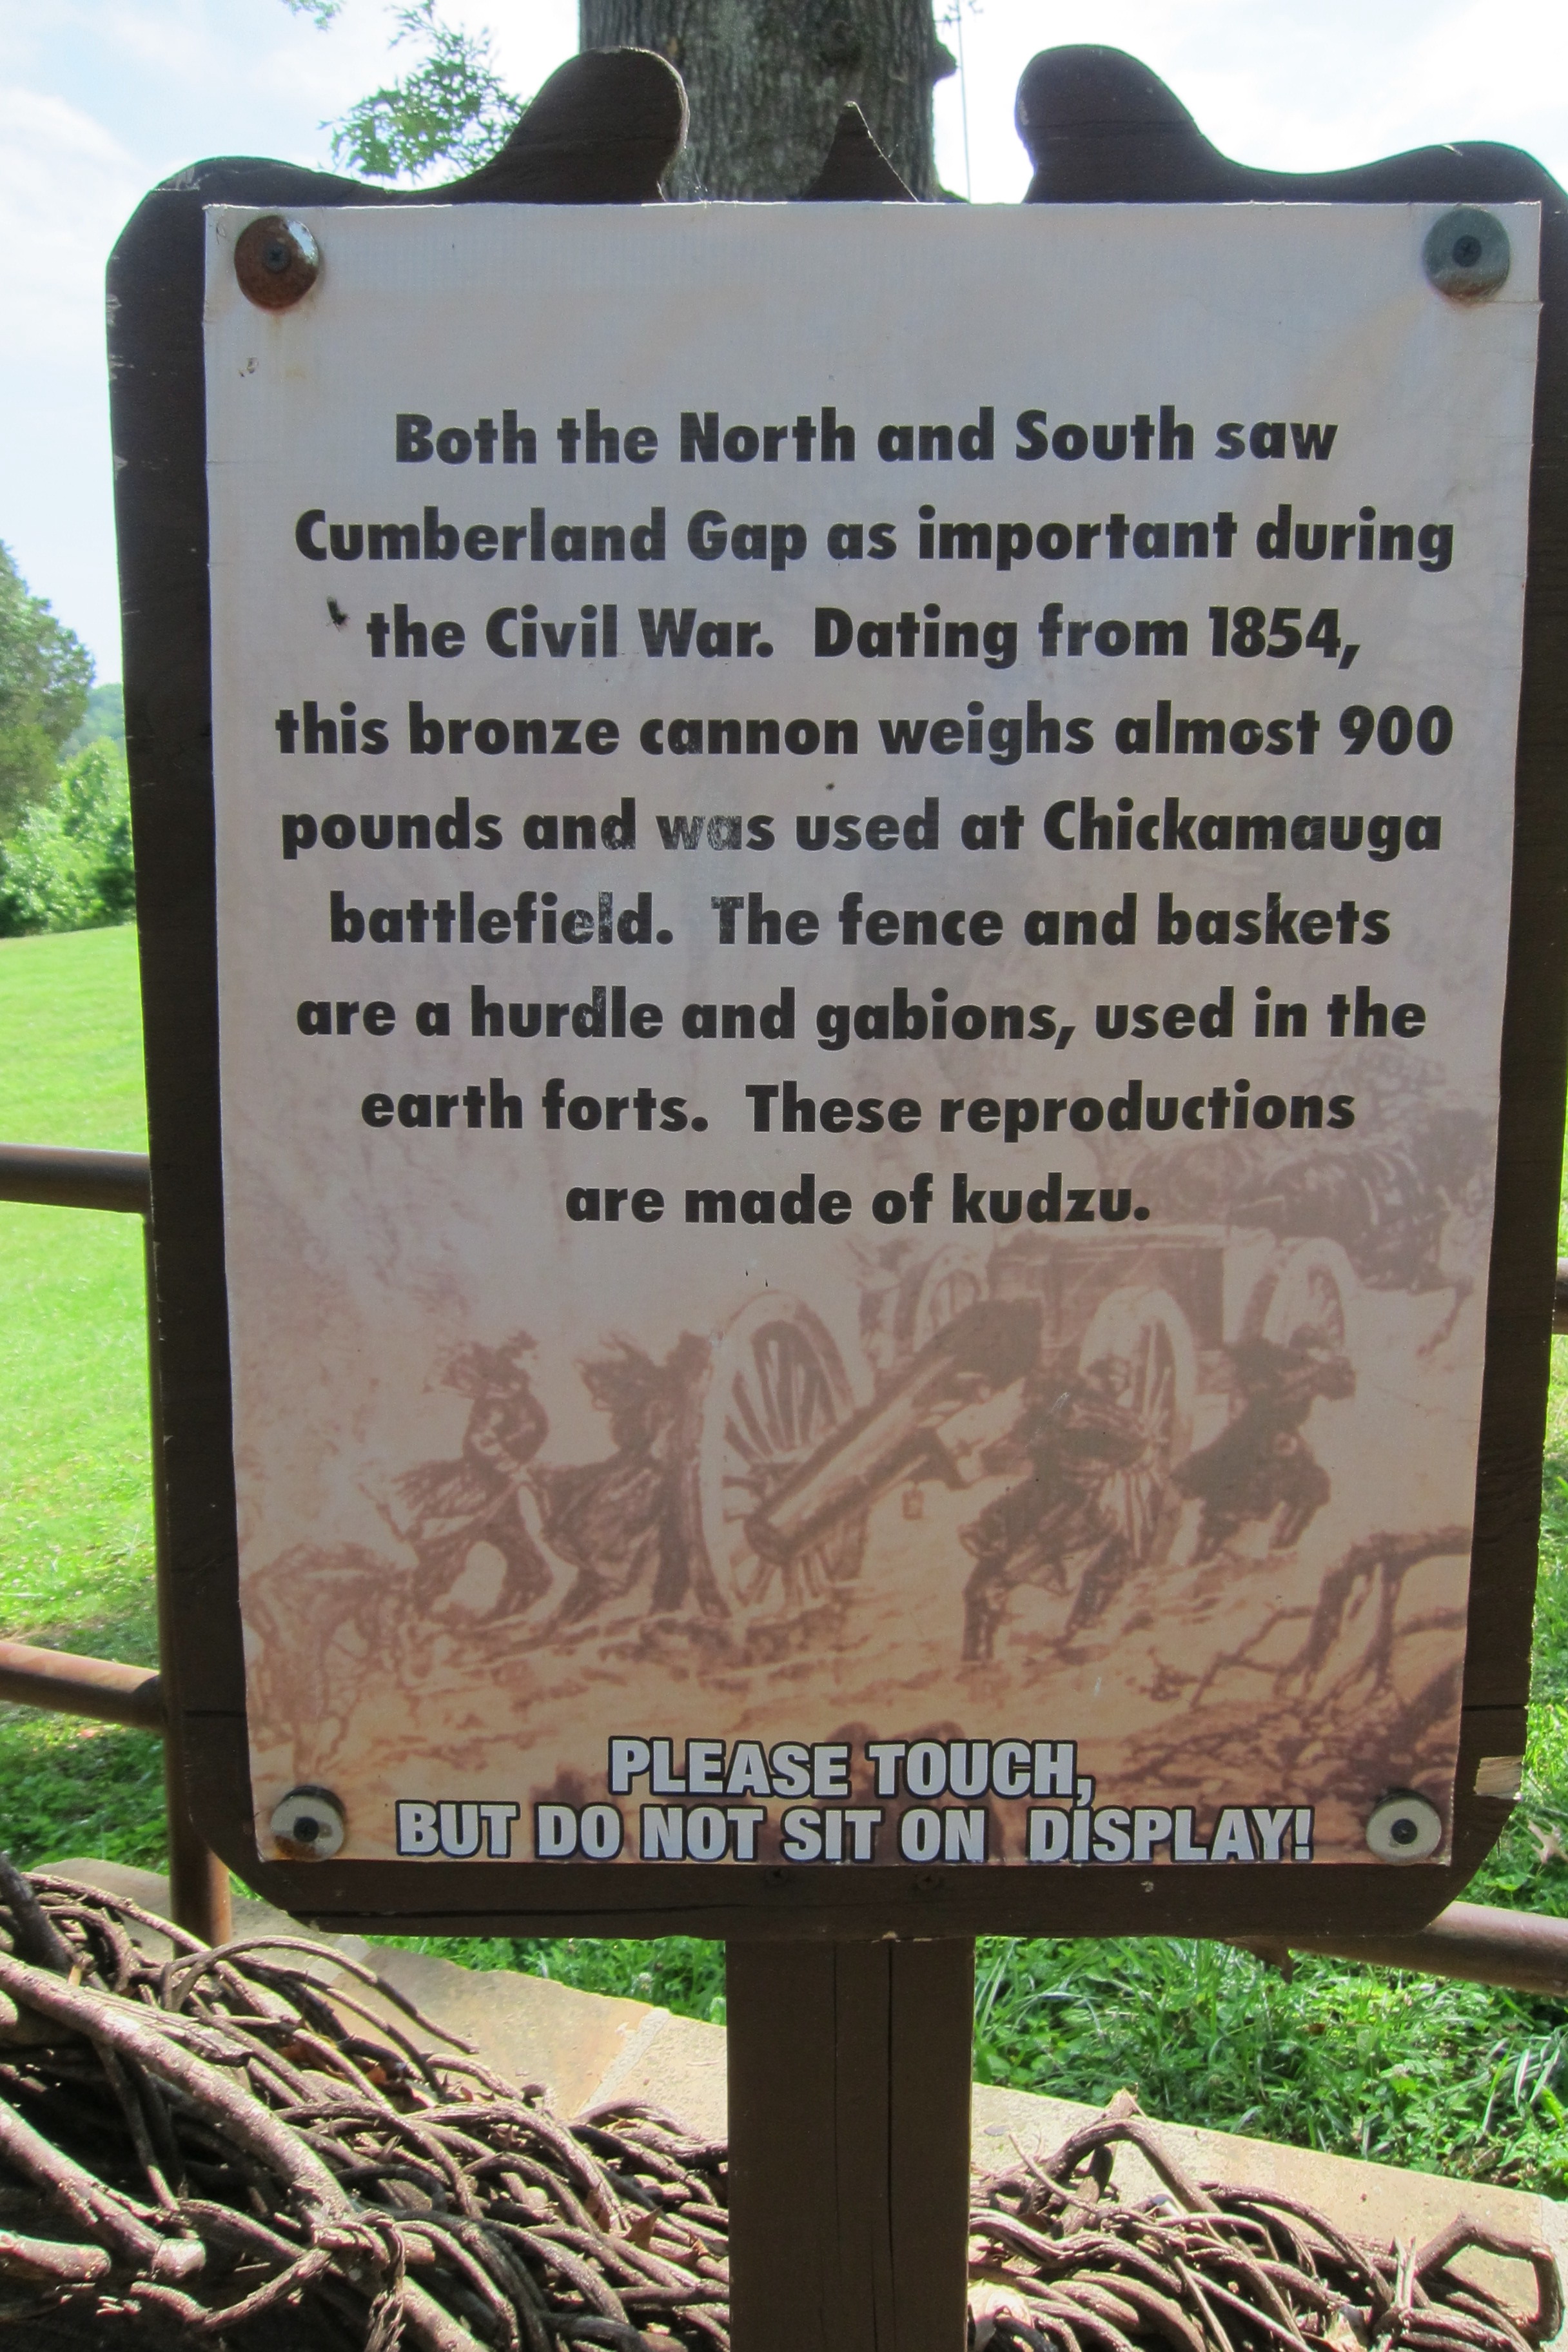 Both the North and South saw
Cumberland Gap as important during
the Civil War. Dating from 1854,
this bronze cannon weighs almost 900
pounds and was used at Chickamauga
battlefield. The fence and baskets
are a hurdle and gabions, used in the
earth forts. These reproductions
are made of kudzu.
PLEASE TOUCH,
BUT DO NOT SIT ON DISPLAY!